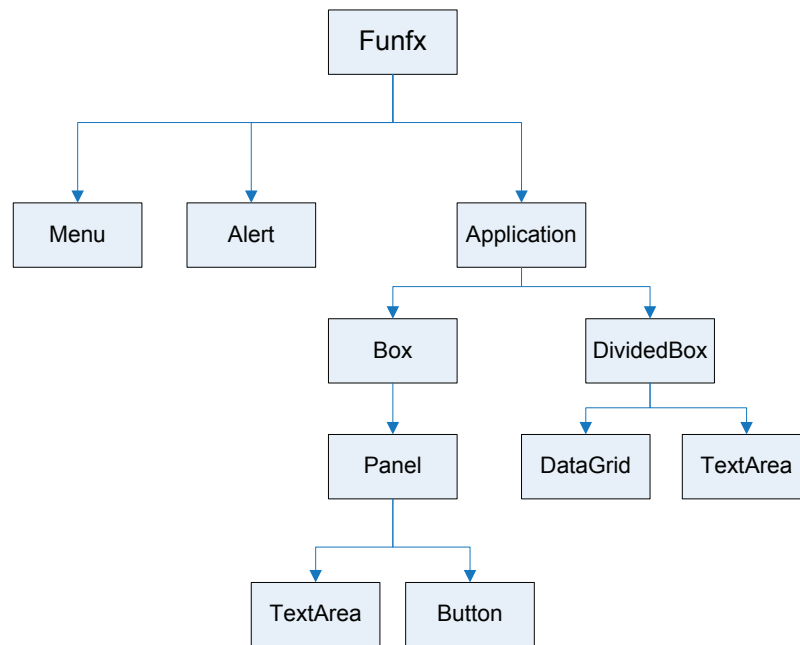 Funfx
Menu
Alert
Application
Box
DividedBox
Panel
DataGrid
TextArea
TextArea
Button